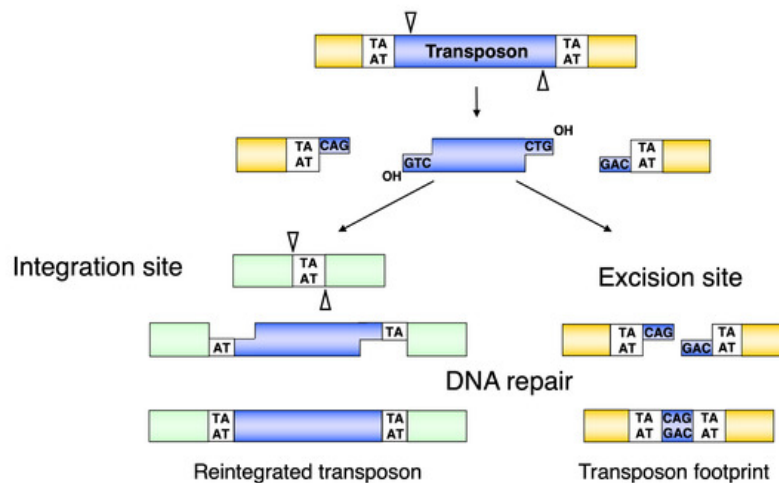 TA Transposon TA
AT AT
OH
TA CAG CTG TA
AT GTC GAC AT
OH
Integration site
TA
AT
Excision site
TA CAG TA
AT TA AT GAC AT
DNA repair
TA TA TA CAG TA
AT AT AT GAC AT
Reintegrated transposon Transposon footprint